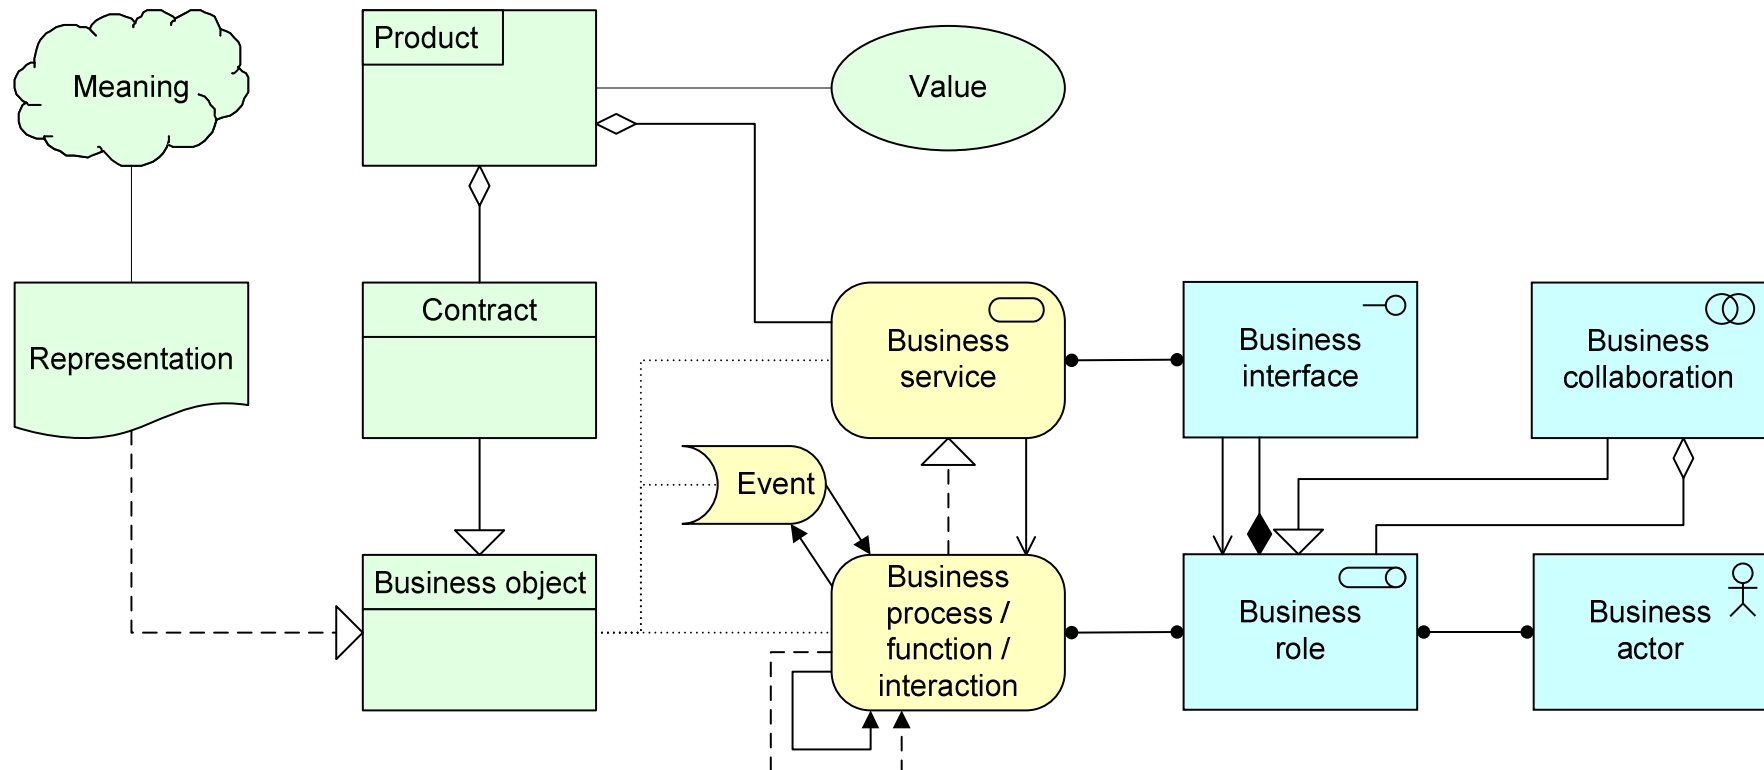 Meaning
Product
Value
Representation
Contract
Business
service
Business
interface
Business
collaboration
Event
Business object
Business
process /
function /
interaction
Business
role
Business
actor